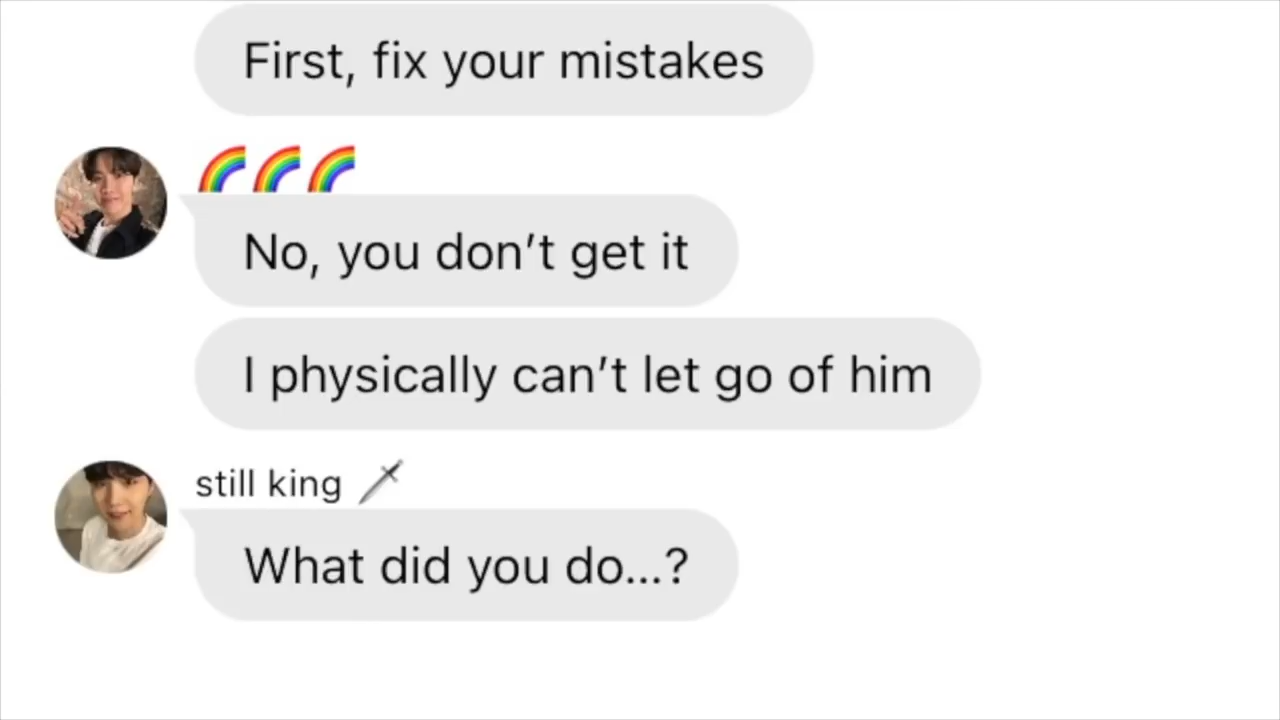 First, fix your mistakes
🌈🌈🌈
No, you don’t get it
I physically can’t let go of him
still king 🗡
What did you do...?